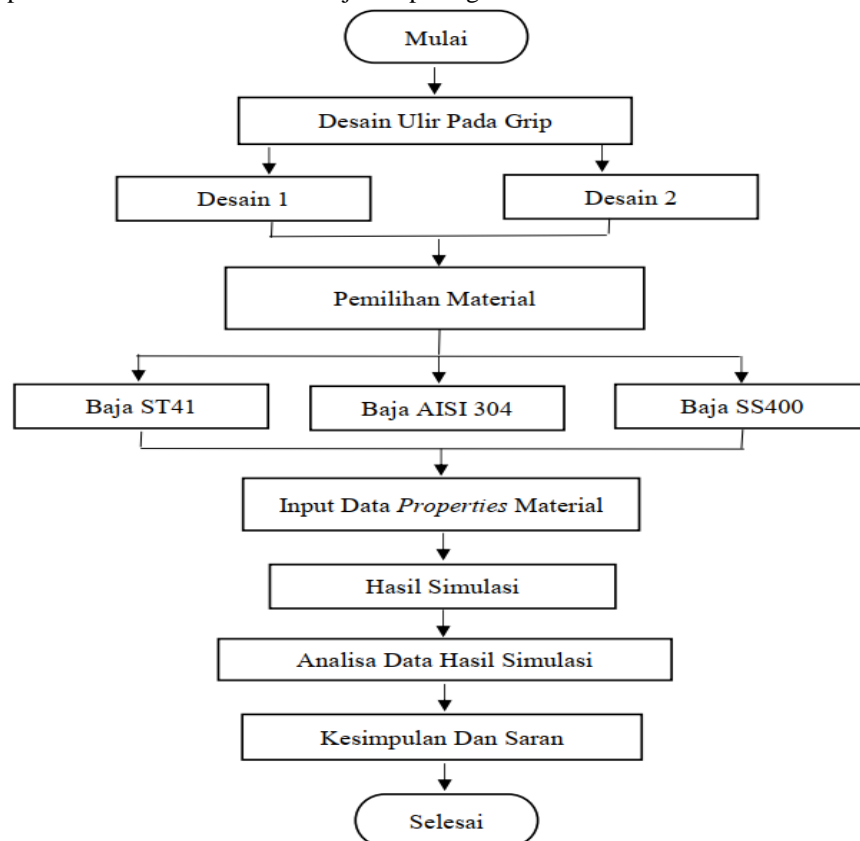 Mulai
Desain Ulir Pada Grip
Desain 1
Desain 2
Pemilihan Material
Baja ST41
Baja AISI 304
Baja SS400
Input Data Properties Material
Hasil Simulasi
Analisa Data Hasil Simulasi
Kesimpulan Dan Saran
Selesai